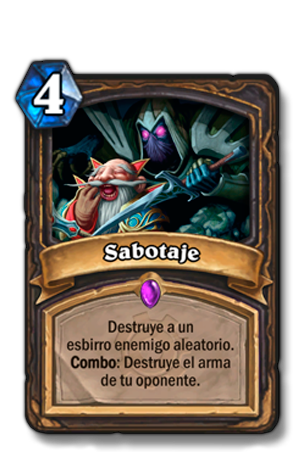 4
Sabotaje
Destruye a un
esbirro enemigo aleatorio.
Combo: Destruye el arma
de tu oponente.